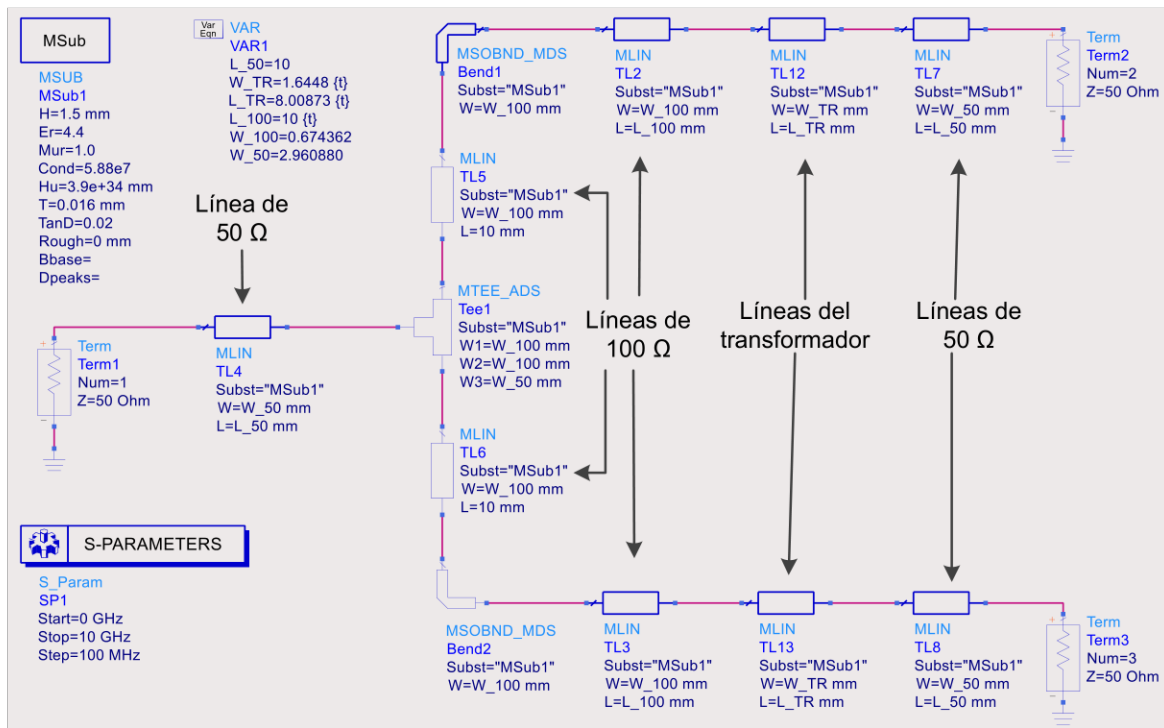 MSub
MSUB
MSub1
H=1.5 mm
Er=4.4
Mur=1.0
Cond=5.88e7
Hu=3.9e+34 mm
T=0.016 mm
TanD=0.02
Rough=0 mm
Bbase=
Dpeaks=
Var
Eqn
VAR
VAR1
L_50=10
W_TR=1.6448 {t}
L_TR=8.00873 {t}
L_100=10 {t}
W_100=0.674362
W_50=2.960880
Línea de
50 Ω
MSOBND_MDS
Bend1
Subst="MSub1"
W=W_100 mm
MLIN
TL2
Subst="MSub1"
W=W_100 mm
L=L_100 mm
MLIN
TL12
Subst="MSub1"
W=W_TR mm
L=L_TR mm
MLIN
TL7
Subst="MSub1"
W=W_50 mm
L=L_50 mm
+
Term
Term2
Num=2
Z=50 Ohm
-
MLIN
TL5
Subst="MSub1"
W=W_100 mm
L=10 mm
MTEE_ADS
Tee1
Subst="MSub1"
W1=W_100 mm
W2=W_100 mm
W3=W_50 mm
Líneas de
100 Ω
Líneas del
transformador
Líneas de
50 Ω
+
Term
Term1
Num=1
Z=50 Ohm
-
MLIN
TL4
Subst="MSub1"
W=W_50 mm
L=L_50 mm
MLIN
TL6
Subst="MSub1"
W=W_100 mm
L=10 mm
S-PARAMETERS
S_Param
SP1
Start=0 GHz
Stop=10 GHz
Step=100 MHz
MSOBND_MDS
Bend2
Subst="MSub1"
W=W_100 mm
MLIN
TL3
Subst="MSub1"
W=W_100 mm
L=L_100 mm
MLIN
TL13
Subst="MSub1"
W=W_TR mm
L=L_TR mm
MLIN
TL8
Subst="MSub1"
W=W_50 mm
L=L_50 mm
+
Term
Term3
Num=3
Z=50 Ohm
-